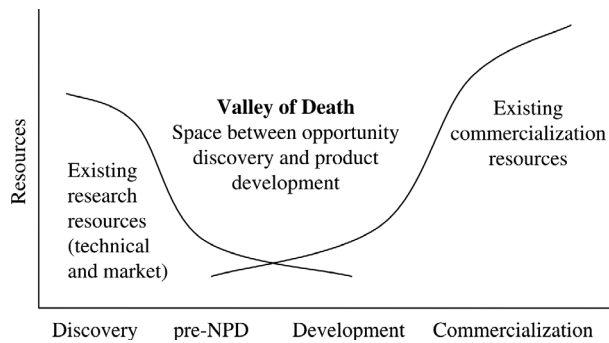 Resources
Valley of Death
Space between opportunity
discovery and product
development
Existing
commercialization
resources
Existing
research
resources
(technical
and market)
Discovery
pre-NPD
Development
Commercialization